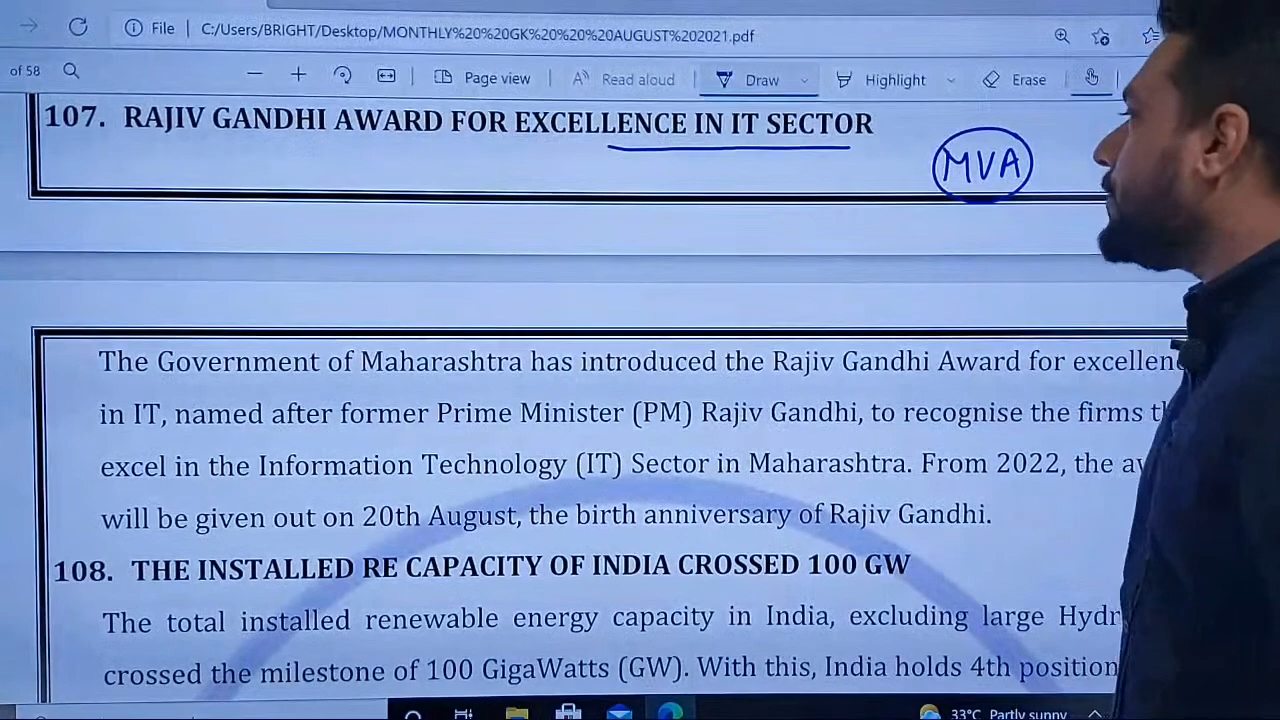 File C:/Users/BRIGHT/Desktop/MONTHLY%20%20GK%20%20%20AUGUST%202021.pdf
of 58 Page view Read aloud Draw Highlight Erase
107. RAJIV GANDHI AWARD FOR EXCELLENCE IN IT SECTOR
MVA
The Government of Maharashtra has introduced the Rajiv Gandhi Award for
in IT, named after former Prime Minister (PM) Rajiv Gandhi, to recognise the firms
excel in the Information Technology (IT) Sector in Maharashtra. From 2022, the
will be given out on 20th August, the birth anniversary of Rajiv Gandhi.
108. THE INSTALLED RE CAPACITY OF INDIA CROSSED 100 GW
The total installed renewable energy capacity in India, excluding large
crossed the milestone of 100 GigaWatts (GW). With this, India holds 4th position
33°C Partly sunny